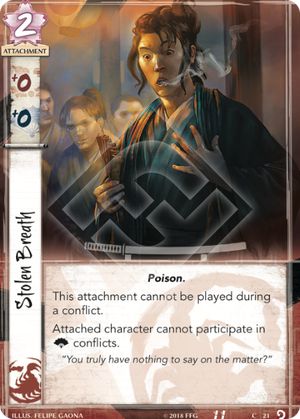 2
ATTACHMENT
+0
+0
Stolen Breath
Poison.
This attachment cannot be played during
a conflict.
Attached character cannot participate in
conflicts.
"You truly have nothing to say on the matter?"
ILLUS. FELIPE GAONA
©2018 FFG
11
C 21